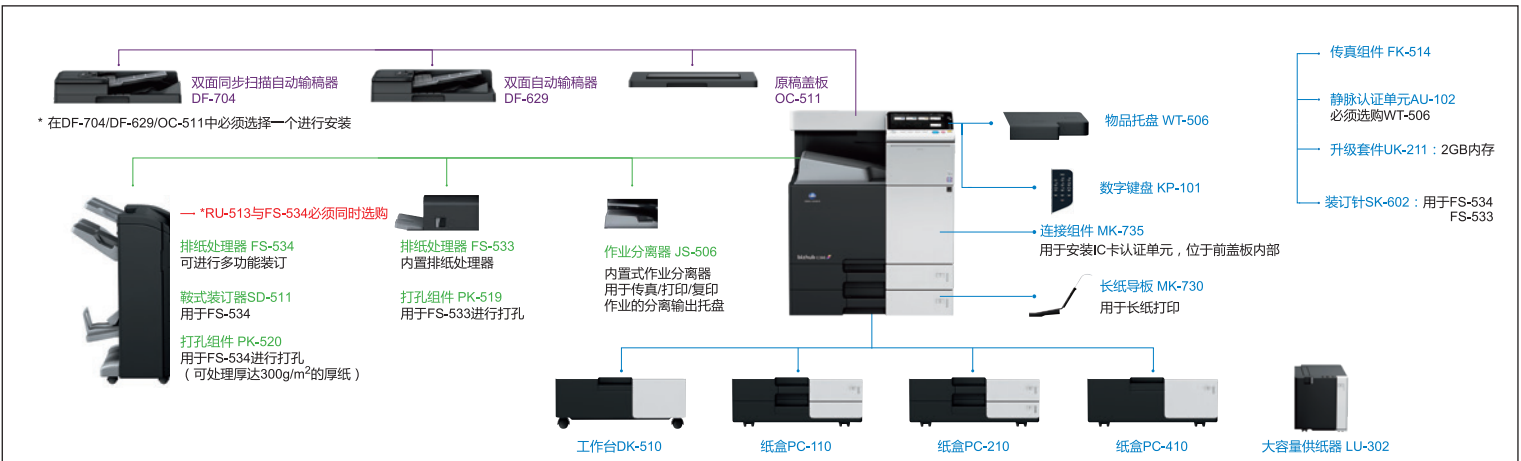 双面同步扫描自动输稿器
DF-704
双面自动输稿器
DF-629
原稿盖板
OC-511
* 在DF-704/DF-629/OC-511中必须选择一个进行安装
物品托盘 WT-506
数字键盘 KP-101
连接组件 MK-735
用于安装IC卡认证单元，位于前盖板内部
长纸导板 MK-730
用于长纸打印
传真组件 FK-514
静脉认证单元AU-102
必须选购WT-506
升级套件UK-211：2GB内存
装订针SK-602：用于FS-534
FS-533
*RU-513与FS-534必须同时选购
排纸处理器 FS-534
可进行多功能装订
鞍式装订器SD-511
用于FS-534
打孔组件 PK-520
用于FS-534进行打孔
（可处理厚达300g/m²的厚纸）
排纸处理器 FS-533
内置排纸处理器
打孔组件 PK-519
用于FS-533进行打孔
作业分离器 JS-506
内置式作业分离器
用于传真/打印/复印
作业的分离输出托盘
bizhub
工作台DK-510
纸盒PC-110
纸盒PC-210
纸盒PC-410
大容量供纸器 LU-302